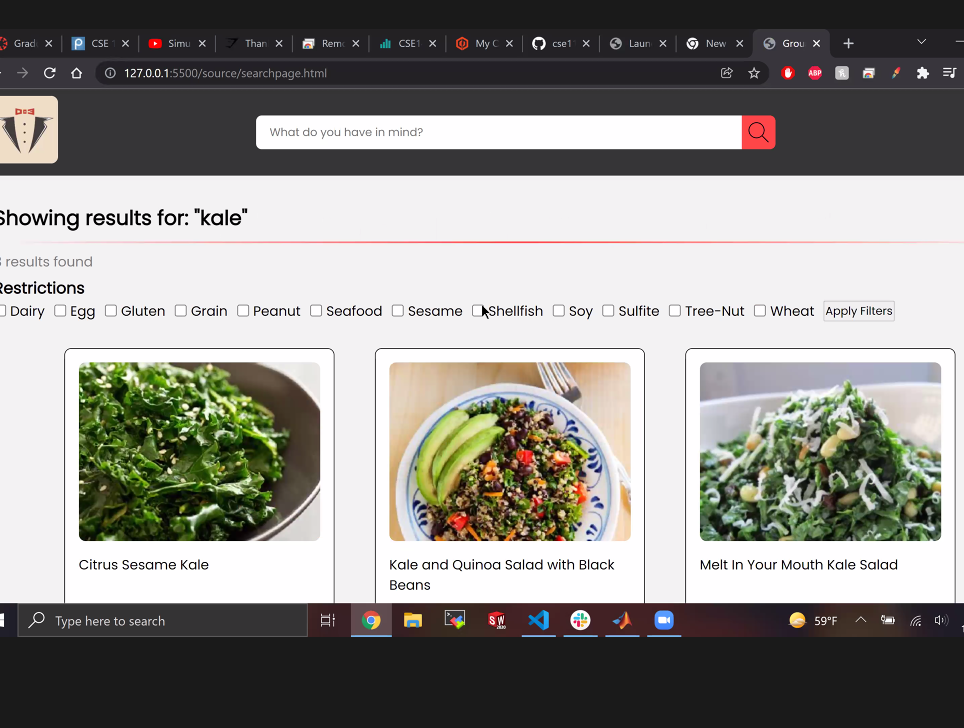 Grad
CSE
Simu
Than
Remo
CSE1
My C
cse1
Laun
New
Grou
127.0.0.1:5500/source/searchpage.html
ABP
What do you have in mind?
Showing results for: "kale"
results found
Restrictions
Dairy Egg Gluten Grain Peanut Seafood Sesame Shellfish Soy Sulfite Tree-Nut Wheat Apply Filters
Citrus Sesame Kale
Kale and Quinoa Salad with Black
Beans
Melt In Your Mouth Kale Salad
Type here to search
SW
2020
59°F